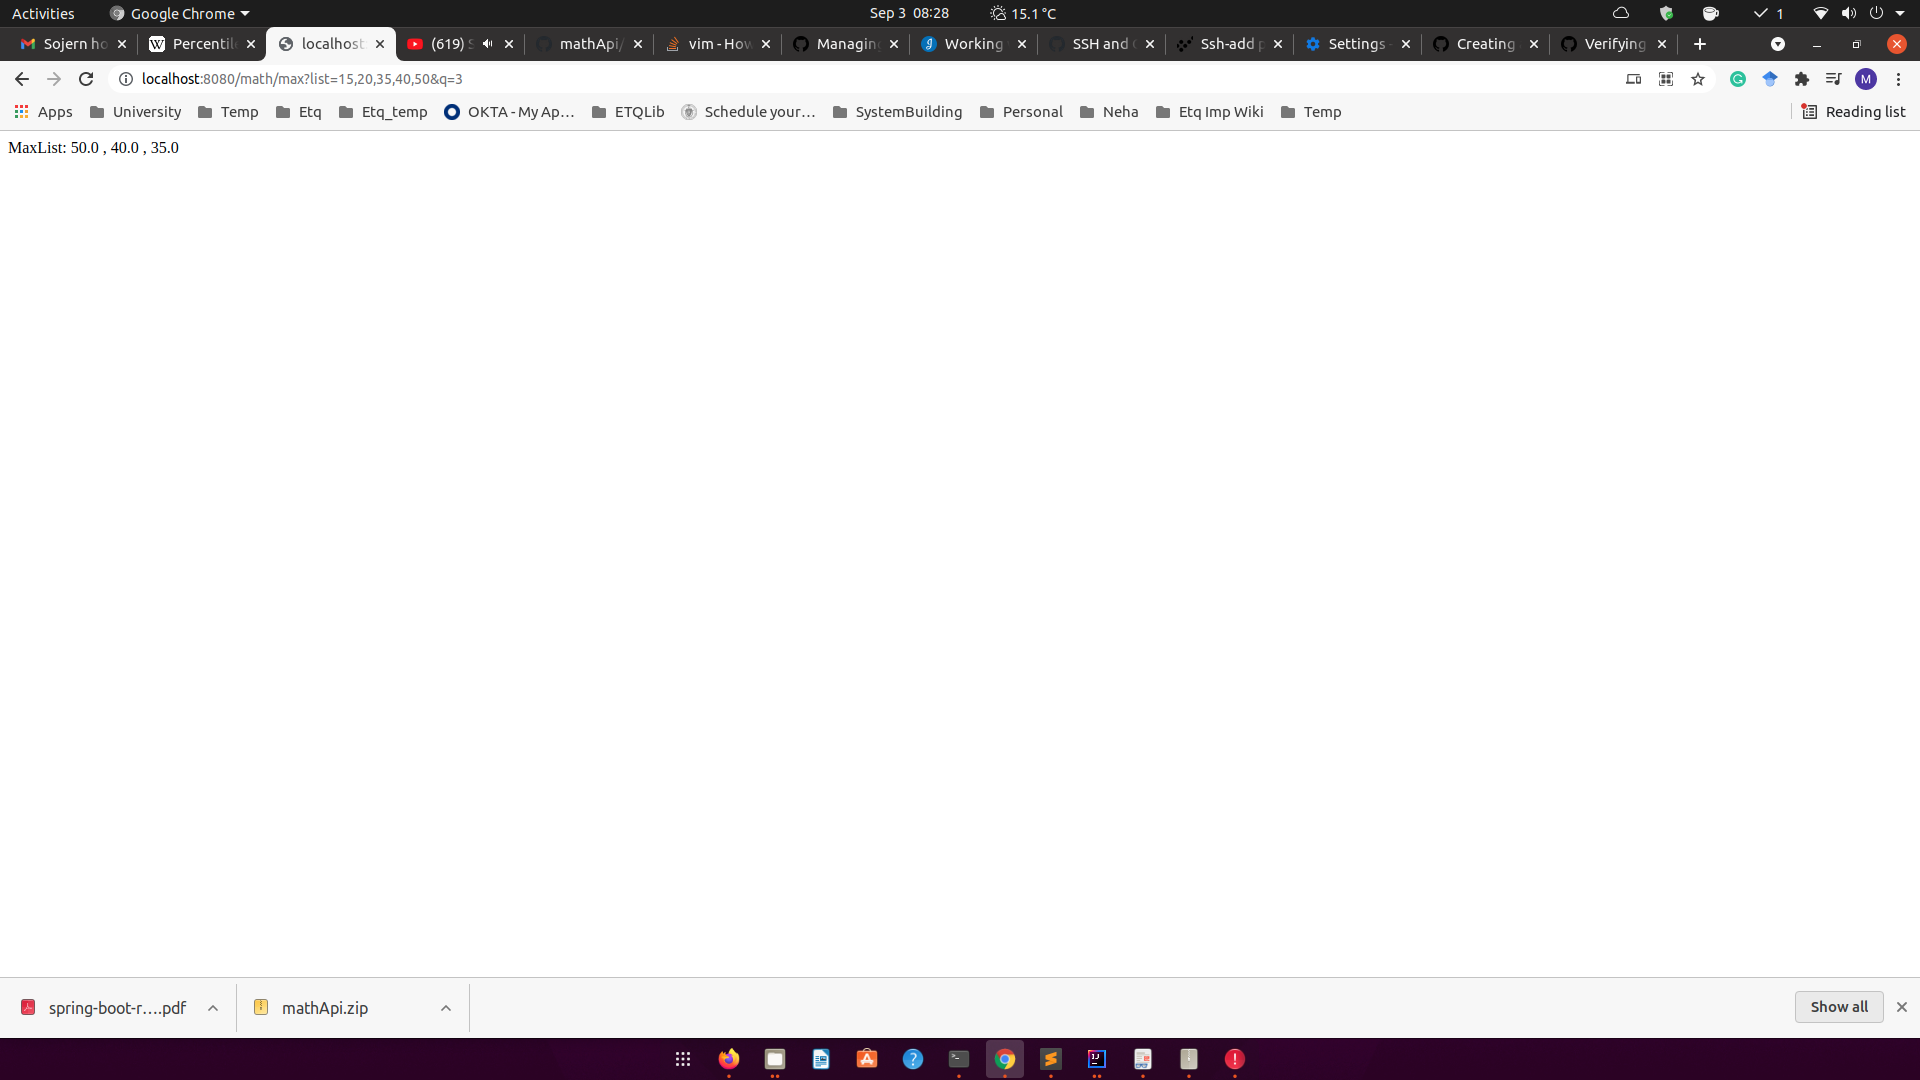 Activities
Google Chrome
Sep 3 08:28
15.1 °C
1
Sojern ho
Percentil
localhost
(619) S
mathApi/
vim - How
Managing
Working
SSH and
Ssh-add p
Settings -
Creating
Verifying
localhost:8080/math/max?list=15,20,35,40,50&q=3
M
Apps
University
Temp
Etq
Etq_temp
OKTA - My Ap…
ETQLib
Schedule your…
SystemBuilding
Personal
Neha
Etq Imp Wiki
Temp
Reading list
MaxList: 50.0 , 40.0 , 35.0
spring-boot-r….pdf
mathApi.zip
Show all